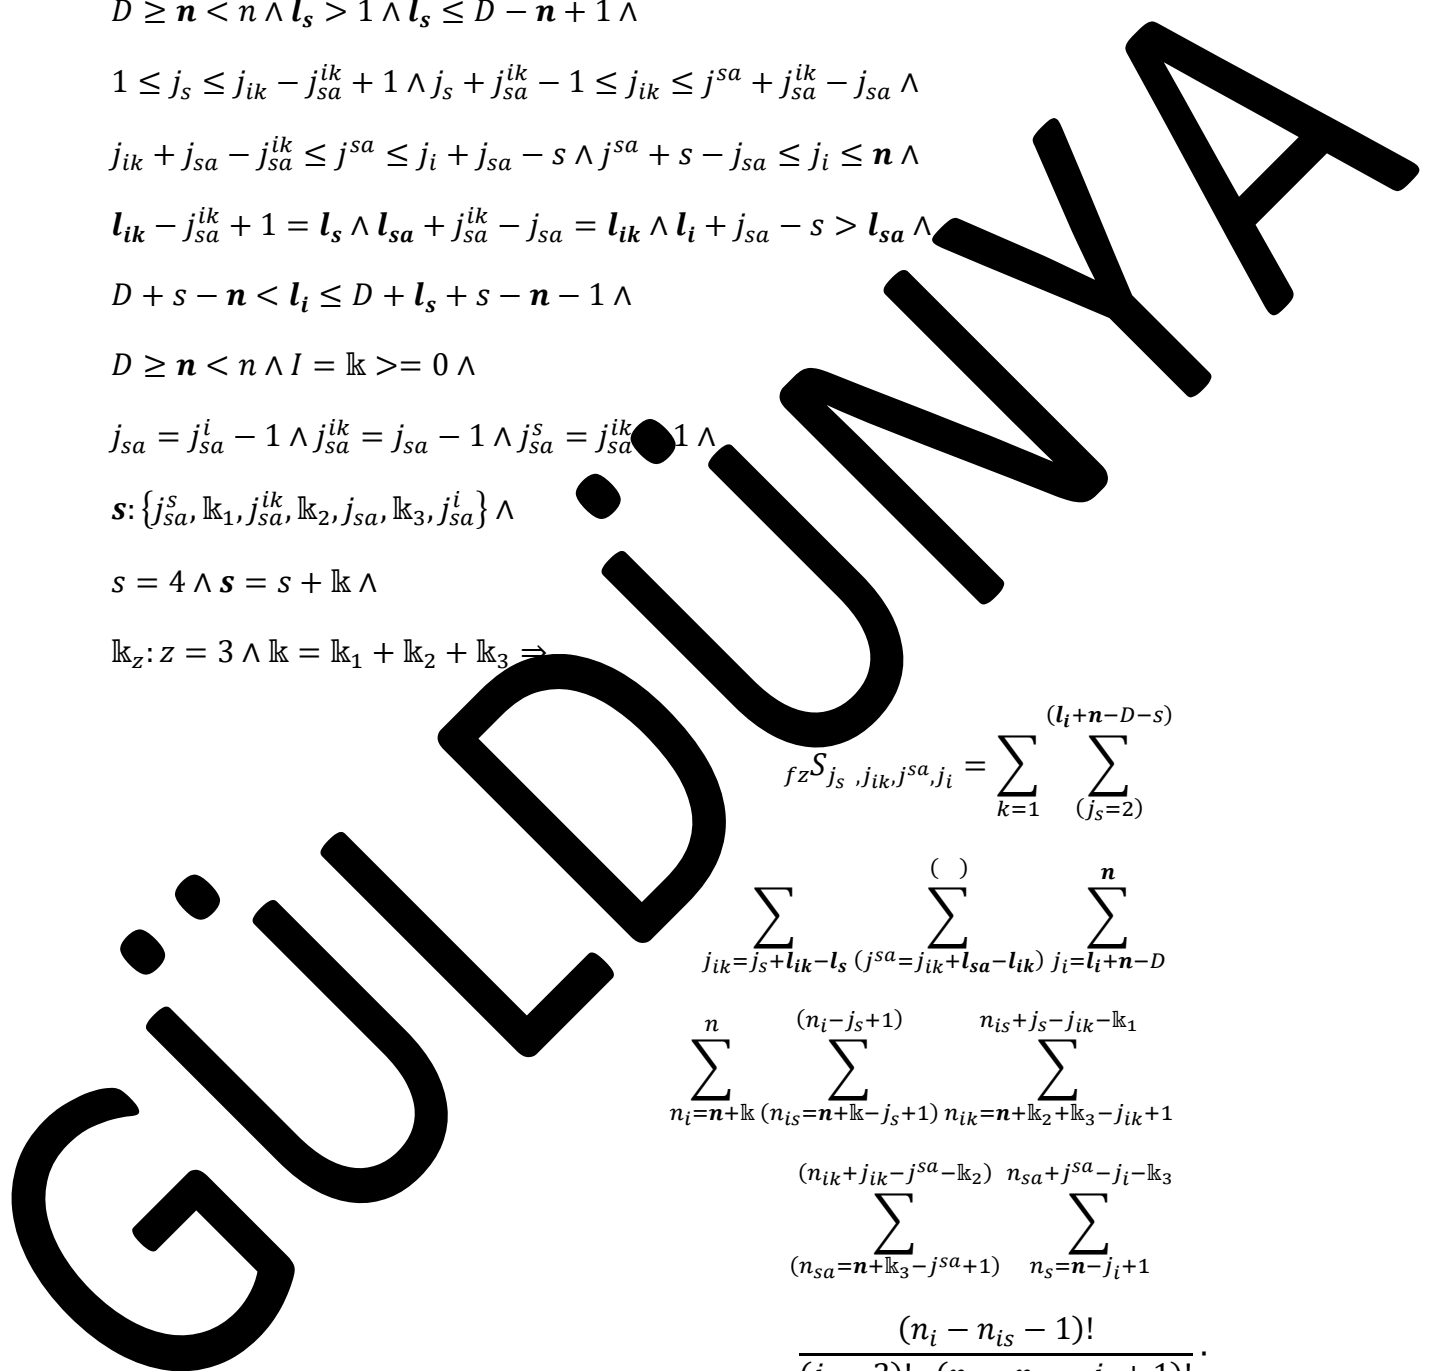 D ≥ 𝒏 < n ∧ 𝒍ₛ > 1 ∧ 𝒍ₛ ≤ D − 𝒏 + 1 ∧
1 ≤ j_s ≤ j_{ik} − j_{sa}^{ik} + 1 ∧ j_s + j_{sa}^{ik} − 1 ≤ j_{ik} ≤ j^{sa} + j_{sa}^{ik} − j_{sa} ∧
j_{ik} + j_{sa} − j_{sa}^{ik} ≤ j^{sa} ≤ j_i + j_{sa} − s ∧ j^{sa} + s − j_{sa} ≤ j_i ≤ 𝒏 ∧
𝒍_{ik} − j_{sa}^{ik} + 1 = 𝒍_s ∧ 𝒍_{sa} + j_{sa}^{ik} − j_{sa} = 𝒍_{ik} ∧ 𝒍_i + j_{sa} − s > 𝒍_{sa} ∧
D + s − 𝒏 < 𝒍_i ≤ D + 𝒍_s + s − 𝒏 − 1 ∧
D ≥ 𝒏 < n ∧ I = 𝕜 >= 0 ∧
j_{sa} = j_{sa}^{i} − 1 ∧ j_{sa}^{ik} = j_{sa} − 1 ∧ j_{sa}^{s} = j_{sa}^{ik} 1 ∧
𝒔: {j_{sa}^{s}, 𝕜_1, j_{sa}^{ik}, 𝕜_2, j_{sa}, 𝕜_3, j_{sa}^{i}} ∧
s = 4 ∧ 𝒔 = s + 𝕜 ∧
𝕜_z: z = 3 ∧ 𝕜 = 𝕜_1 + 𝕜_2 + 𝕜_3 ⇒
_{fz}S_{j_s ,j_{ik},j^{sa},j_i} = ∑_{k=1} ∑_{(j_s=2)}^{(𝒍_i+𝒏−D−s)}
∑_{j_{ik}=j_s+𝒍_{ik}−𝒍_s} ∑_{(j^{sa}=j_{ik}+𝒍_{sa}−𝒍_{ik})}^{( )} ∑_{j_i=𝒍_i+𝒏−D}^{𝒏}
∑_{n_i=𝒏+𝕜}^{n} ∑_{(n_{is}=𝒏+𝕜−j_s+1)}^{(n_i−j_s+1)} ∑_{n_{ik}=𝒏+𝕜_2+𝕜_3−j_{ik}+1}^{n_{is}+j_s−j_{ik}−𝕜_1}
∑_{(n_{sa}=𝒏+𝕜_3−j^{sa}+1)}^{(n_{ik}+j_{ik}−j^{sa}−𝕜_2)} ∑_{n_s=𝒏−j_i+1}^{n_{sa}+j^{sa}−j_i−𝕜_3}
(n_i − n_{is} − 1)!
GÜLDÜNYA